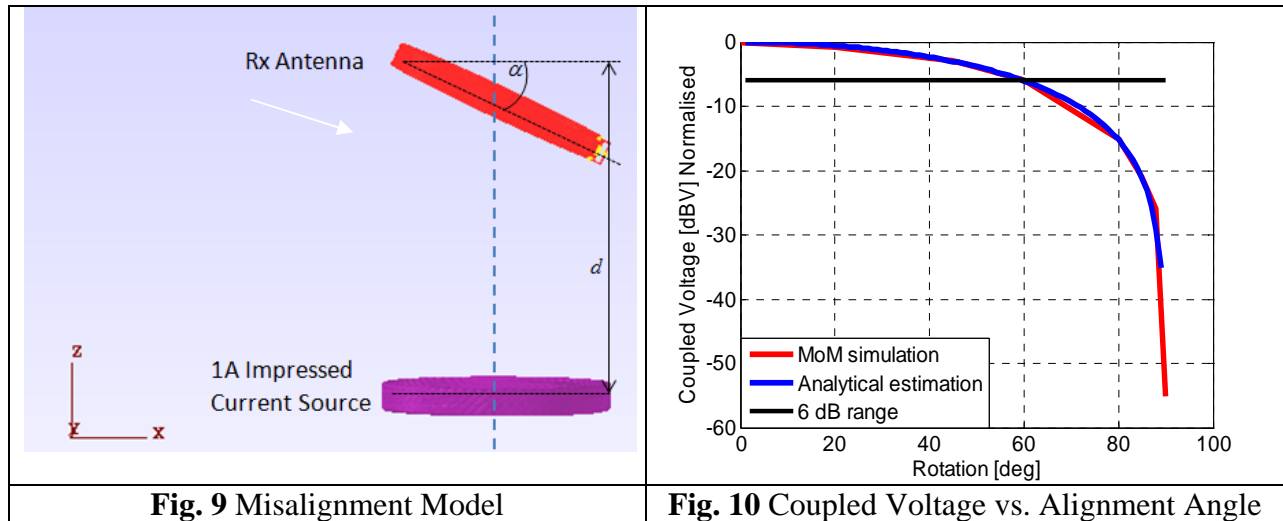 Rx Antenna
α
d
1A Impressed
Current Source
z
Y
x
Fig. 9 Misalignment Model
Coupled Voltage [dBV] Normalised
0
-10
-20
-30
-40
-50
-60
MoM simulation
Analytical estimation
6 dB range
0 20 40 60 80 100
Rotation [deg]
Fig. 10 Coupled Voltage vs. Alignment Angle